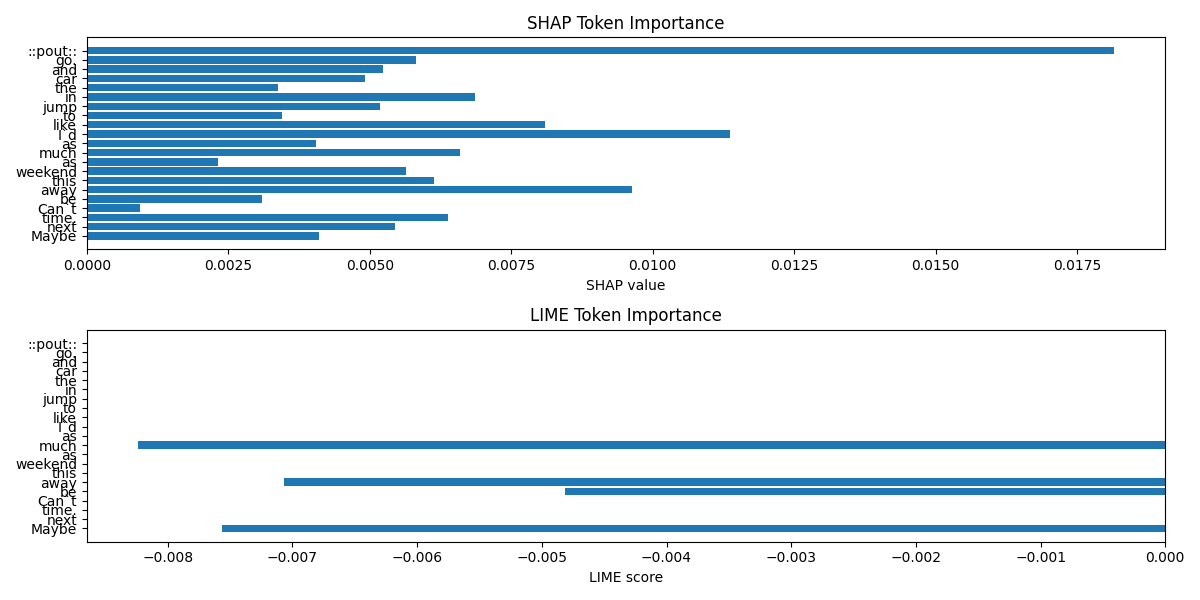 SHAP Token Importance
::pout::
go,
and
car
the
in
jump
to
like
I`d
as
much
as
weekend
this
away
be
Can`t
time.
next
Maybe
0.0000 0.0025 0.0050 0.0075 0.0100 0.0125 0.0150 0.0175
SHAP value
LIME Token Importance
::pout::
go,
and
car
the
in
jump
to
like
I`d
as
much
as
weekend
this
away
be
Can`t
time.
next
Maybe
−0.008 −0.007 −0.006 −0.005 −0.004 −0.003 −0.002 −0.001 0.000
LIME score